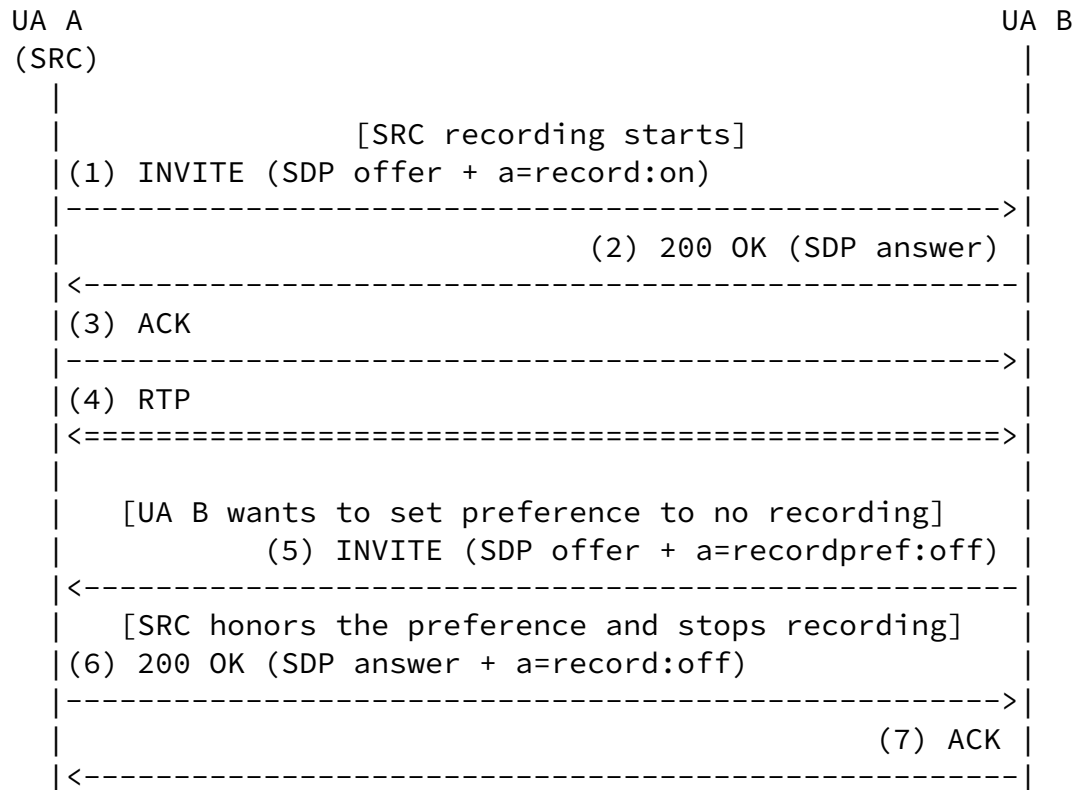 UA A UA B
(SRC)
[SRC recording starts]
(1) INVITE (SDP offer + a=record:on)
(2) 200 OK (SDP answer)
(3) ACK
(4) RTP
[UA B wants to set preference to no recording]
(5) INVITE (SDP offer + a=recordpref:off)
[SRC honors the preference and stops recording]
(6) 200 OK (SDP answer + a=record:off)
(7) ACK